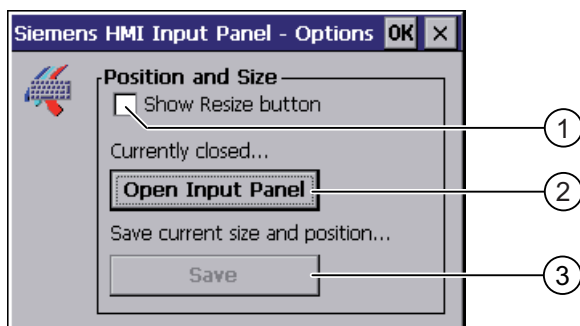 Siemens HMI Input Panel - Options OK ×
Position and Size
Show Resize button
1
Currently closed...
Open Input Panel
2
Save current size and position...
Save
3